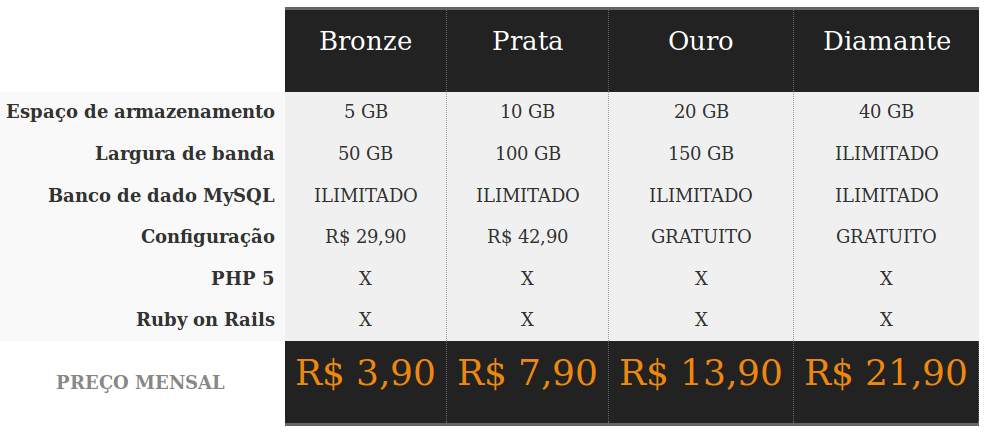 Bronze Prata Ouro Diamante
Espaço de armazenamento 5 GB 10 GB 20 GB 40 GB
Largura de banda 50 GB 100 GB 150 GB ILIMITADO
Banco de dado MySQL ILIMITADO ILIMITADO ILIMITADO ILIMITADO
Configuração R$ 29,90 R$ 42,90 GRATUITO GRATUITO
PHP 5 X X X X
Ruby on Rails X X X X
PREÇO MENSAL R$ 3,90 R$ 7,90 R$ 13,90 R$ 21,90